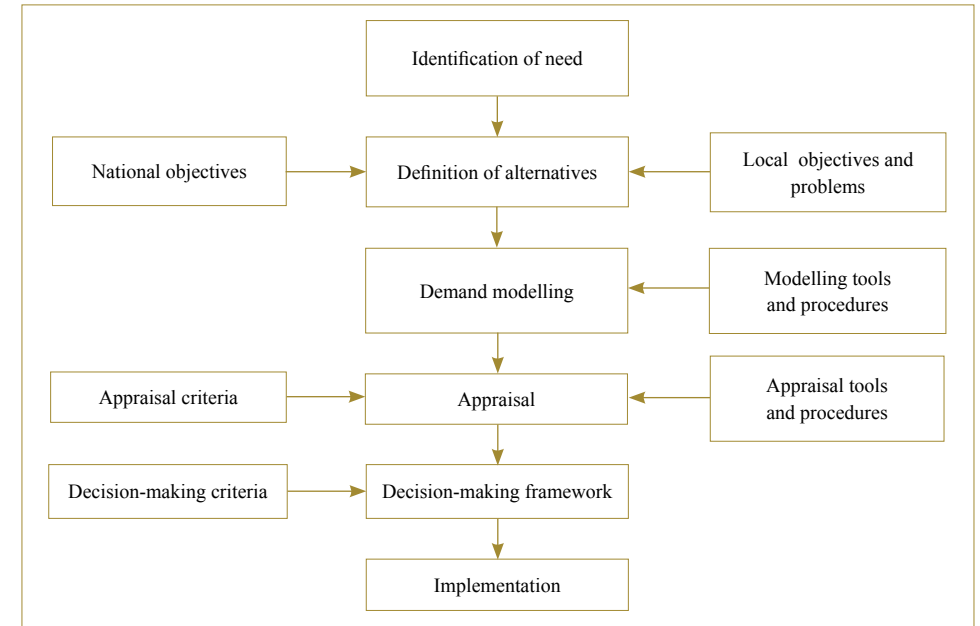 Identification of need
National objectives
Definition of alternatives
Local objectives and
problems
Demand modelling
Modelling tools
and procedures
Appraisal criteria
Appraisal
Appraisal tools
and procedures
Decision-making criteria
Decision-making framework
Implementation